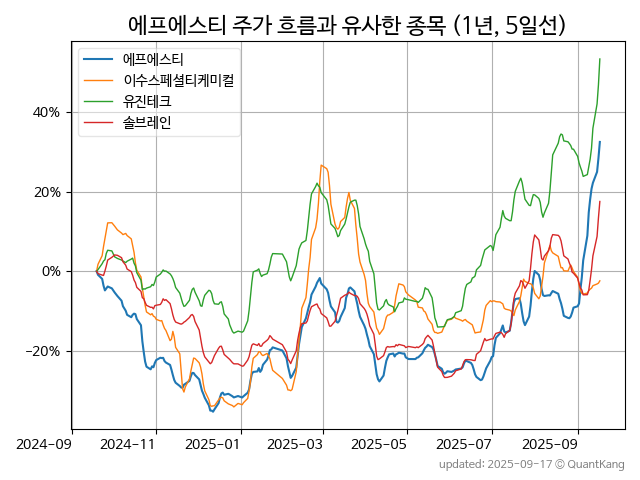 에프에스티 주가 흐름과 유사한 종목 (1년, 5일선)
에프에스티
이수스페셜티케미컬
유진테크
솔브레인
40%
20%
0%
−20%
2024-09 2024-11 2025-01 2025-03 2025-05 2025-07 2025-09
updated: 2025-09-17 © QuantKang